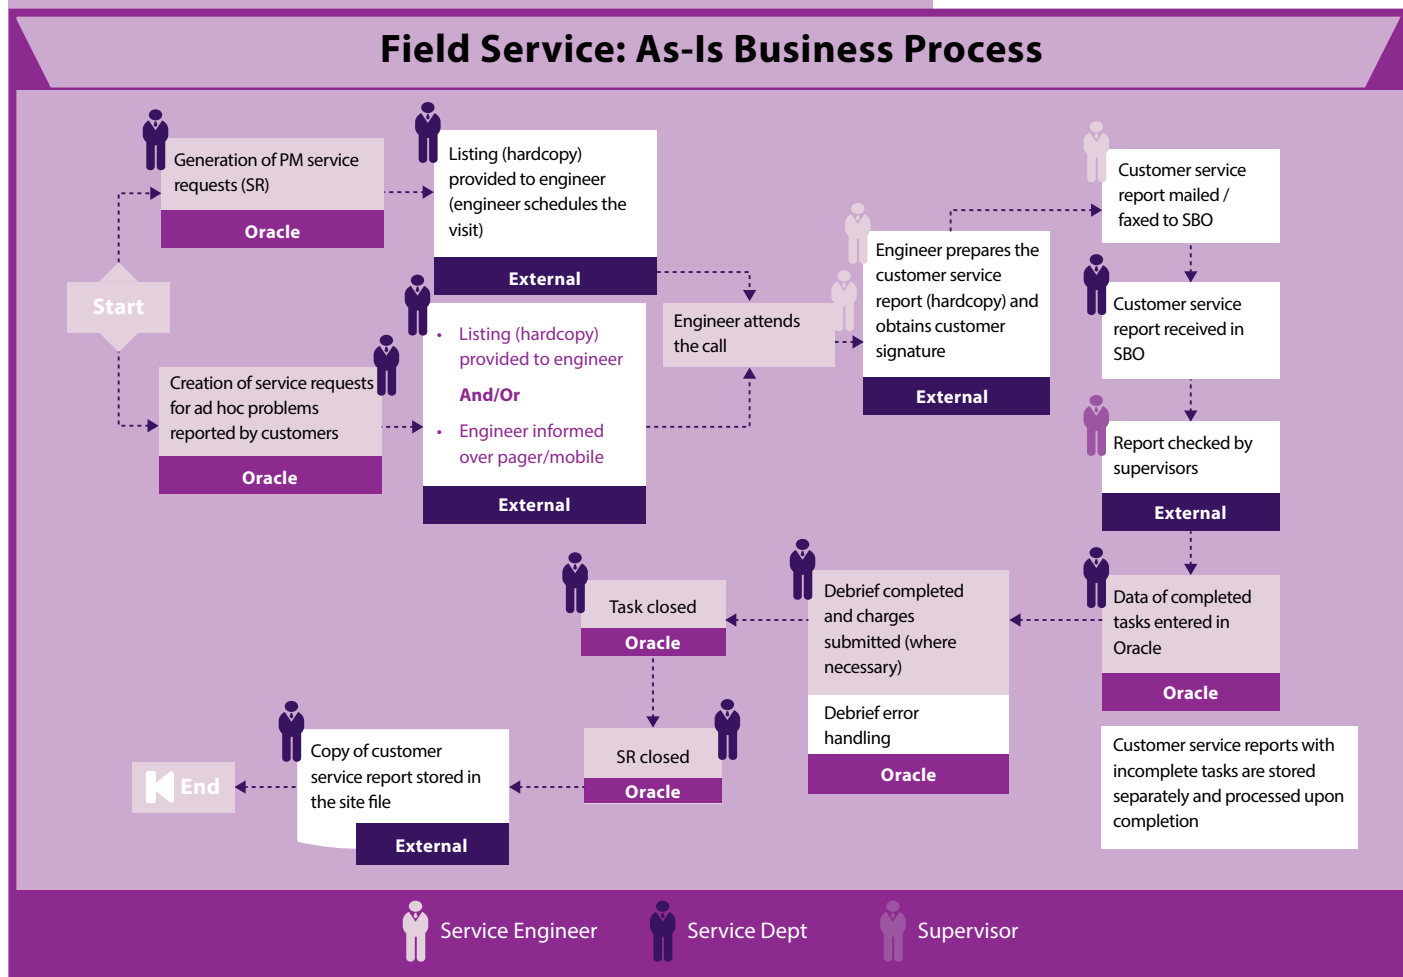 Field Service: As-Is Business Process
Start
Generation of PM service
requests (SR)
Oracle
Listing (hardcopy)
provided to engineer
(engineer schedules the
visit)
External
Creation of service requests
for ad hoc problems
reported by customers
Oracle
• Listing (hardcopy)
provided to engineer
And/Or
• Engineer informed
over pager/mobile
External
Engineer attends
the call
Engineer prepares the
customer service
report (hardcopy) and
obtains customer
signature
External
Customer service
report mailed /
faxed to SBO
Customer service
report received in
SBO
Report checked by
supervisors
External
Data of completed
tasks entered in
Oracle
Oracle
Customer service reports with
incomplete tasks are stored
separately and processed upon
completion
Debrief completed
and charges
submitted (where
necessary)
Debrief error
handling
Oracle
Task closed
Oracle
SR closed
Oracle
Copy of customer
service report stored in
the site file
External
End
Service Engineer
Service Dept
Supervisor